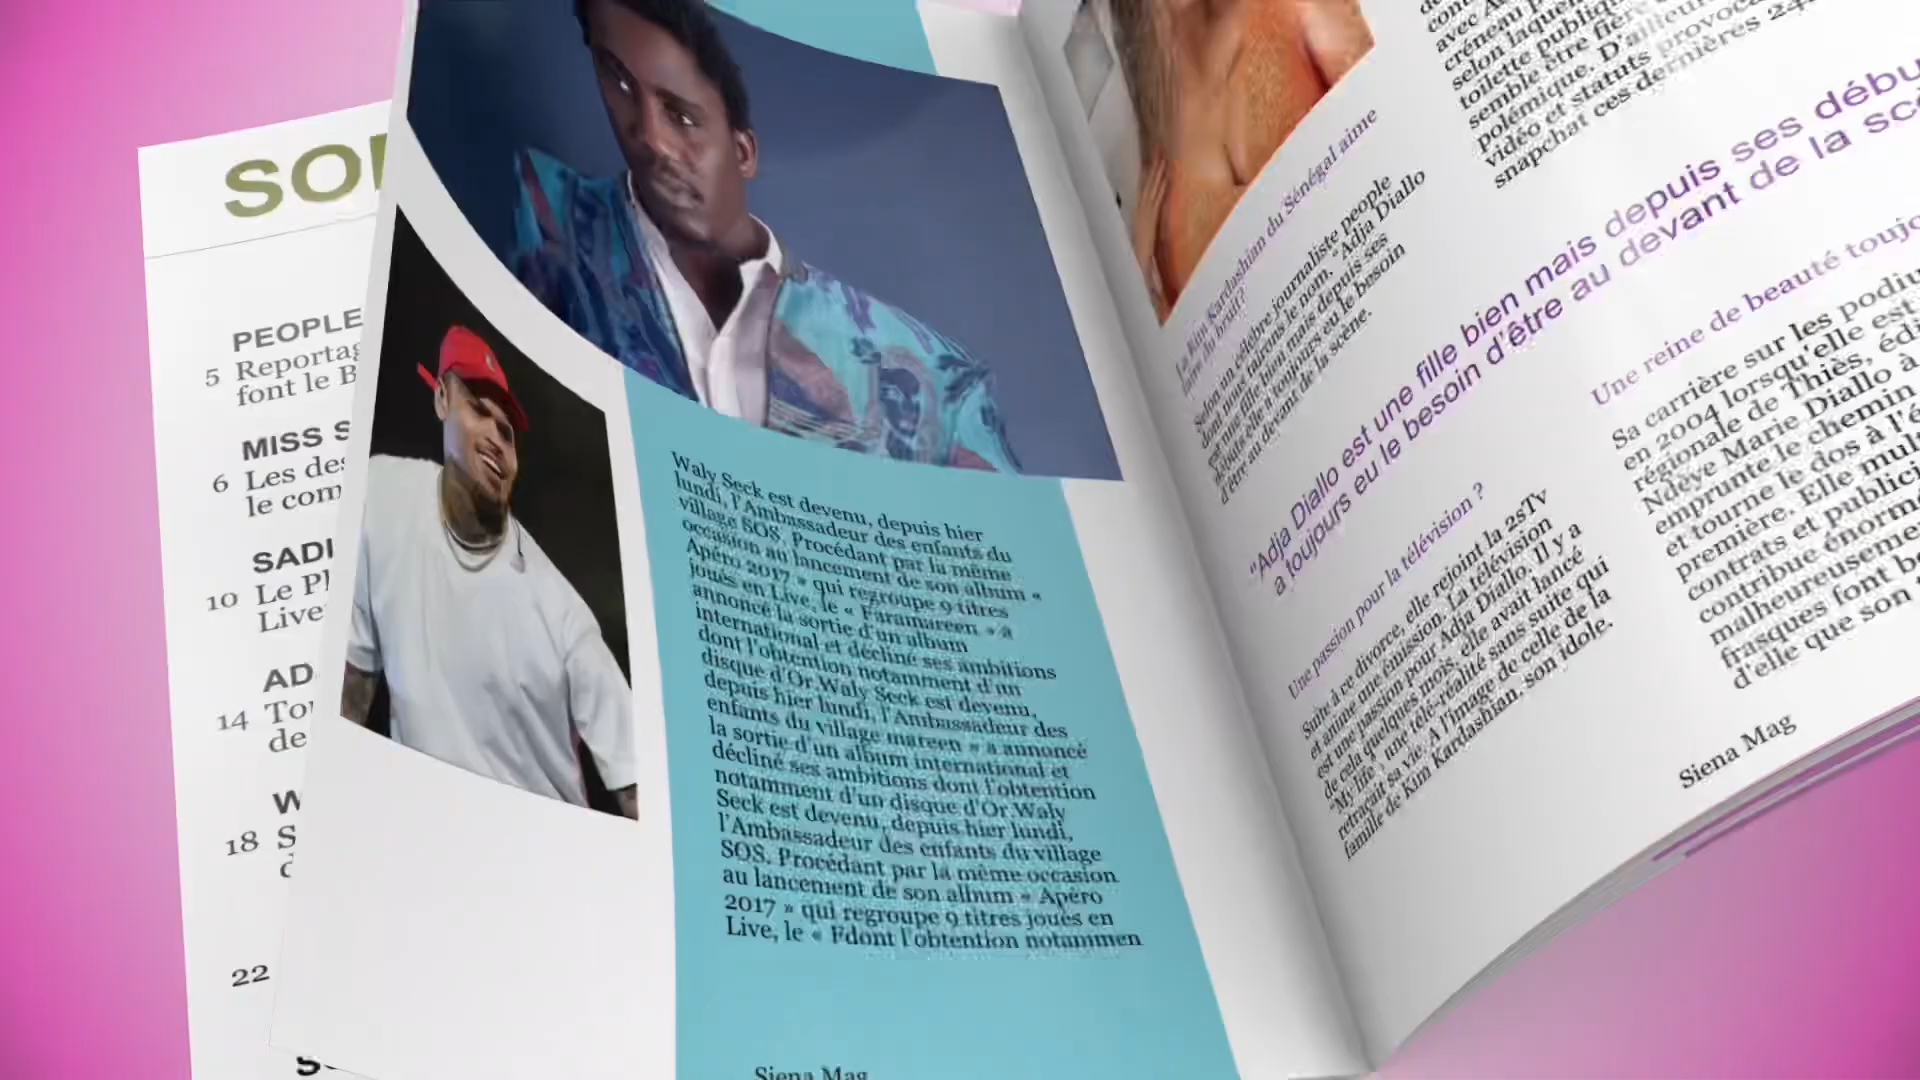 SO
PEOPLE
5 Reportag
font le B
MISS S
6 Les des
le com
SADI
10 Le Pl
Live
AD
14 Tou
de
W
18 S
d
22
Waly Seck est devenu, depuis hier
lundi, l'Ambassadeur des enfants du
village SOS. Procédant par la même
occasion au lancement de son album «
Apéro 2017 » qui regroupe 9 titres
joués en Live, le « Faramareen » a
annoncé la sortie d'un album
international et décliné ses ambitions
dont l'obtention notamment d'un
disque d'Or Waly Seck est devenu,
depuis hier lundi, l'Ambassadeur des
enfants du village mareen » a annoncé
la sortie d'un album international et
décliné ses ambitions dont l'obtention
notamment d'un disque d'Or Waly
Seck est devenu, depuis hier lundi,
l'Ambassadeur des enfants du village
SOS. Procédant par la même occasion
au lancement de son album « Apéro
2017 » qui regroupe 9 titres joués en
Live, le « Fdont l'obtention notammen
Siena Mag
La Kim Kardashian du Sénégal aime
faire du bruit?
Selon un célèbre journaliste people
dont nous tairons le nom, "Adja Diallo
est une fille bien mais depuis ses
débuts elle a toujours eu le besoin
d'être au devant de la scène.
"Adja Diallo est une fille bien mais depuis ses débu
a toujours eu le besoin d'être au devant de la scè
Une passion pour la télévision ?
Suite à ce divorce, elle rejoint la 2sTv
et anime une émission. La télévision
est une passion pour Adja Diallo. Il y a
de cela quelques mois, elle avait lancé
"My life", une télé-réalité sans suite qui
retraçait sa vie. A l'image de celle de la
famille de Kim Kardashian, son idole.
avec A
créneau p
selon laquel
toilette publique
semble être fière
polémique. D'ailleur
vidéo et statuts provoca
snapchat ces dernières 24
Une reine de beauté toujo
Sa carrière sur les podiu
en 2004 lorsqu'elle est
régionale de Thiès, édi
Ndèye Marie Diallo à
emprunte le chemin
et tourne le dos à l'é
première. Elle mul
contrats et publici
contribue énorm
malheureuseme
frasques font be
d'elle que son
Siena Mag